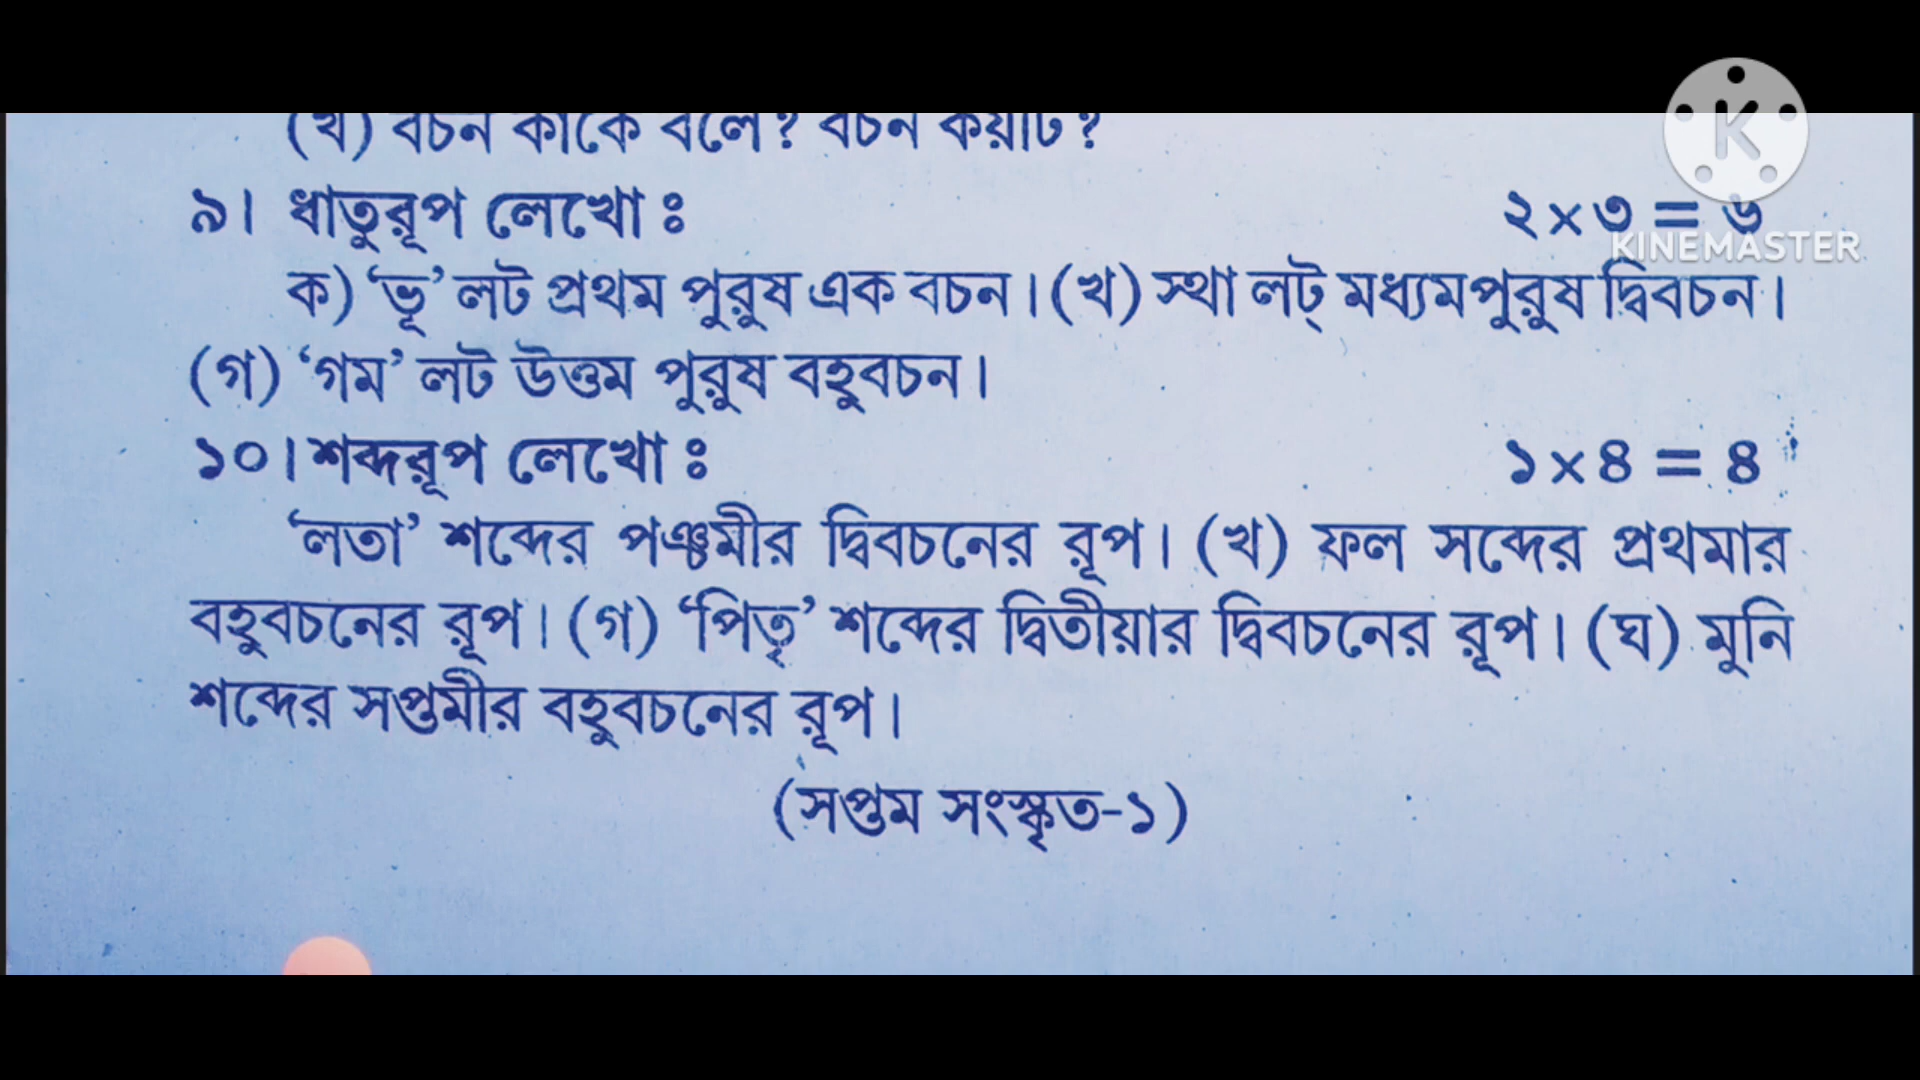 (খ) বচন কাকে বলে? বচন কয়টি?
৯। ধাতুরূপ লেখো ঃ ২×৩ = ৬
KINEMASTER
ক) ‘ভূ’ লট প্রথম পুরুষ এক বচন। (খ) স্থা লট্ মধ্যমপুরুষ দ্বিবচন।
(গ) ‘গম’ লট উত্তম পুরুষ বহুবচন।
১০। শব্দরূপ লেখো ঃ ১×৪ = ৪
‘লতা’ শব্দের পঞ্চমীর দ্বিবচনের রূপ। (খ) ফল সব্দের প্রথমার
বহুবচনের রূপ। (গ) ‘পিতৃ’ শব্দের দ্বিতীয়ার দ্বিবচনের রূপ। (ঘ) মুনি
শব্দের সপ্তমীর বহুবচনের রূপ।
(সপ্তম সংস্কৃত-১)